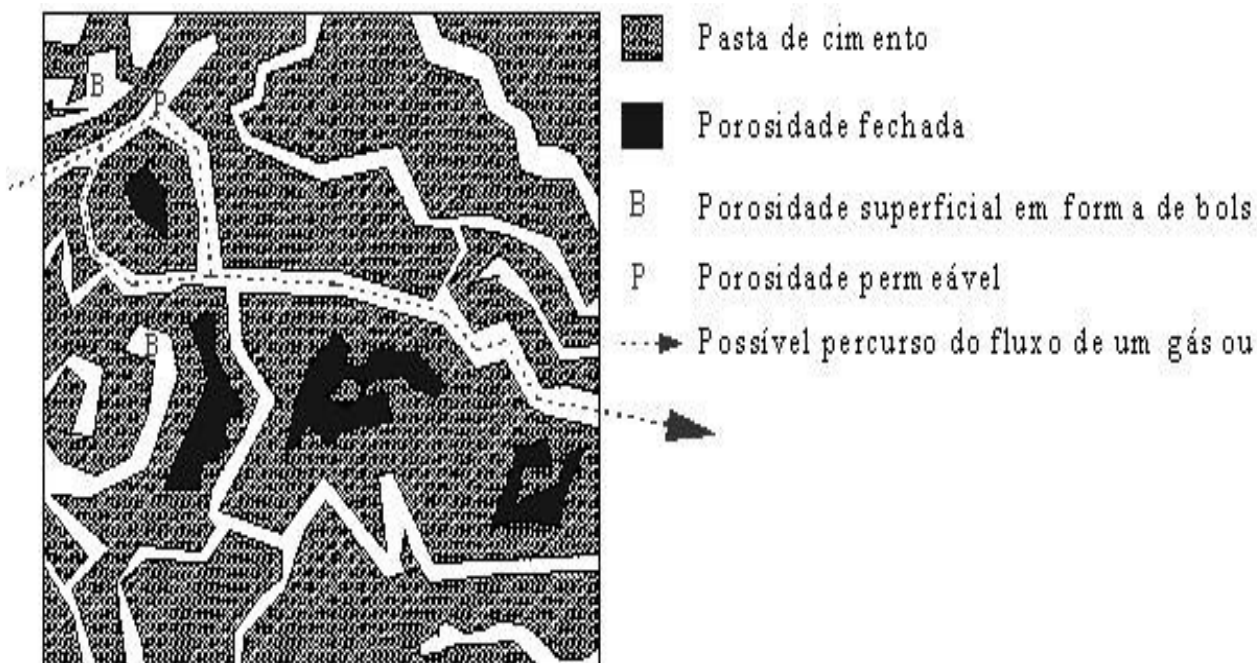 B
P
B
Pasta de cimento
Porosidade fechada
B Porosidade superficial em forma de bols
P Porosidade permeável
Possível percurso do fluxo de um gás ou